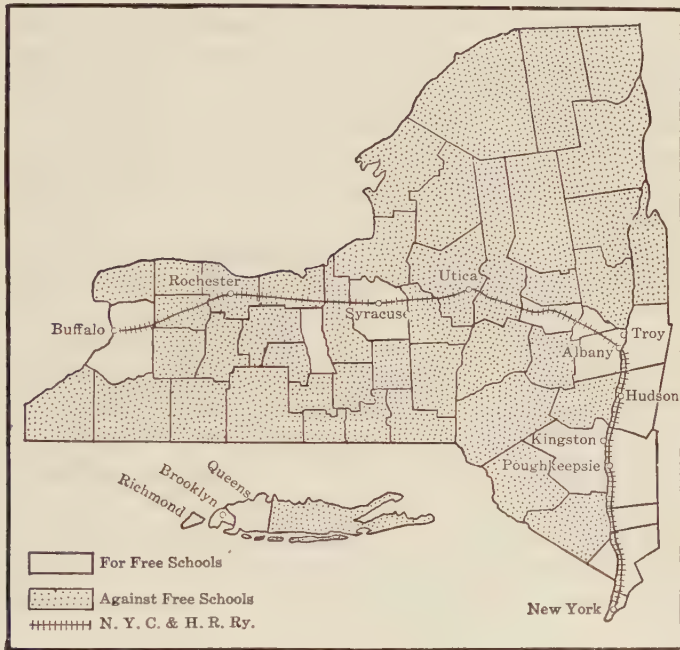 Rochester
Utica
Buffalo
Syracuse
Troy
Albany
Hudson
Kingston
Poughkeepsie
Queens
Brooklyn
Richmond
For Free Schools
Against Free Schools
N. Y. C. & H. R. Ry.
New York